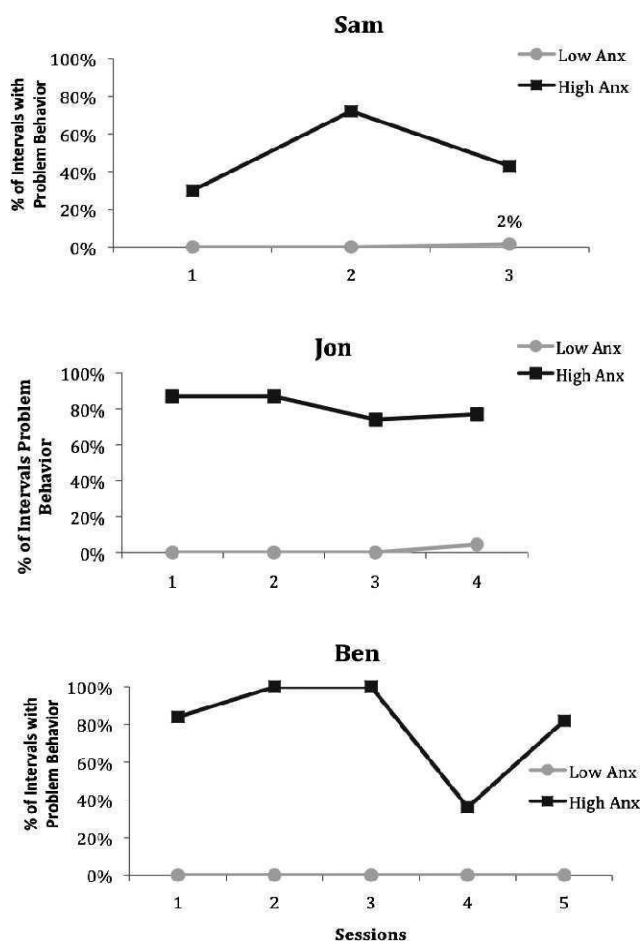 Sam
% of Intervals with
Problem Behavior
100%
80%
60%
40%
20%
0%
Low Anx
High Anx
2%
1 2 3
Jon
% of Intervals Problem
Behavior
100%
80%
60%
40%
20%
0%
Low Anx
High Anx
1 2 3 4
Ben
% of Intervals with
Problem Behavior
100%
80%
60%
40%
20%
0%
Low Anx
High Anx
1 2 3 4 5
Sessions